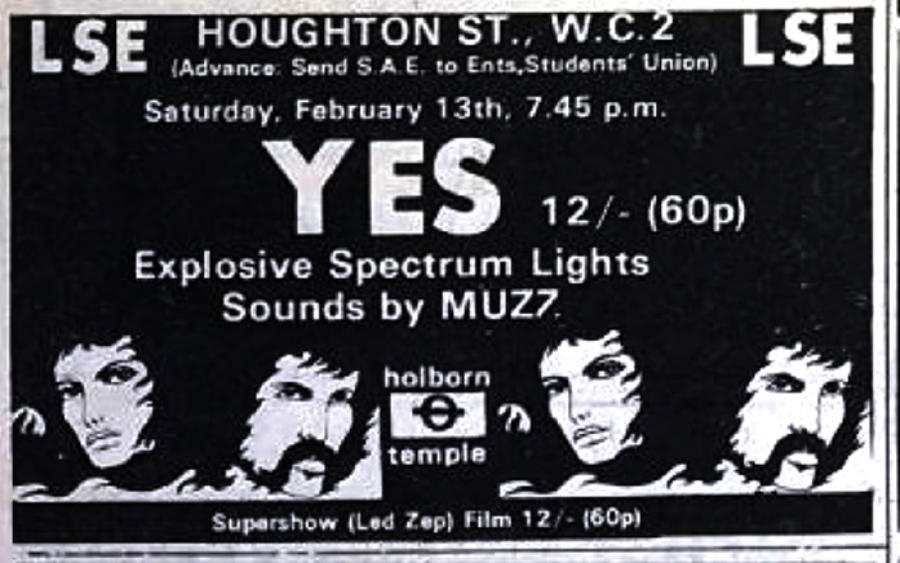 LSE HOUGHTON ST., W.C.2 LSE
(Advance: Send S.A.E. to Ents,Students' Union)
Saturday, February 13th, 7.45 p.m.
YES 12/- (60p)
Explosive Spectrum Lights
Sounds by MUZZ.
holborn
temple
Supershow (Led Zep) Film 12/- (60p)